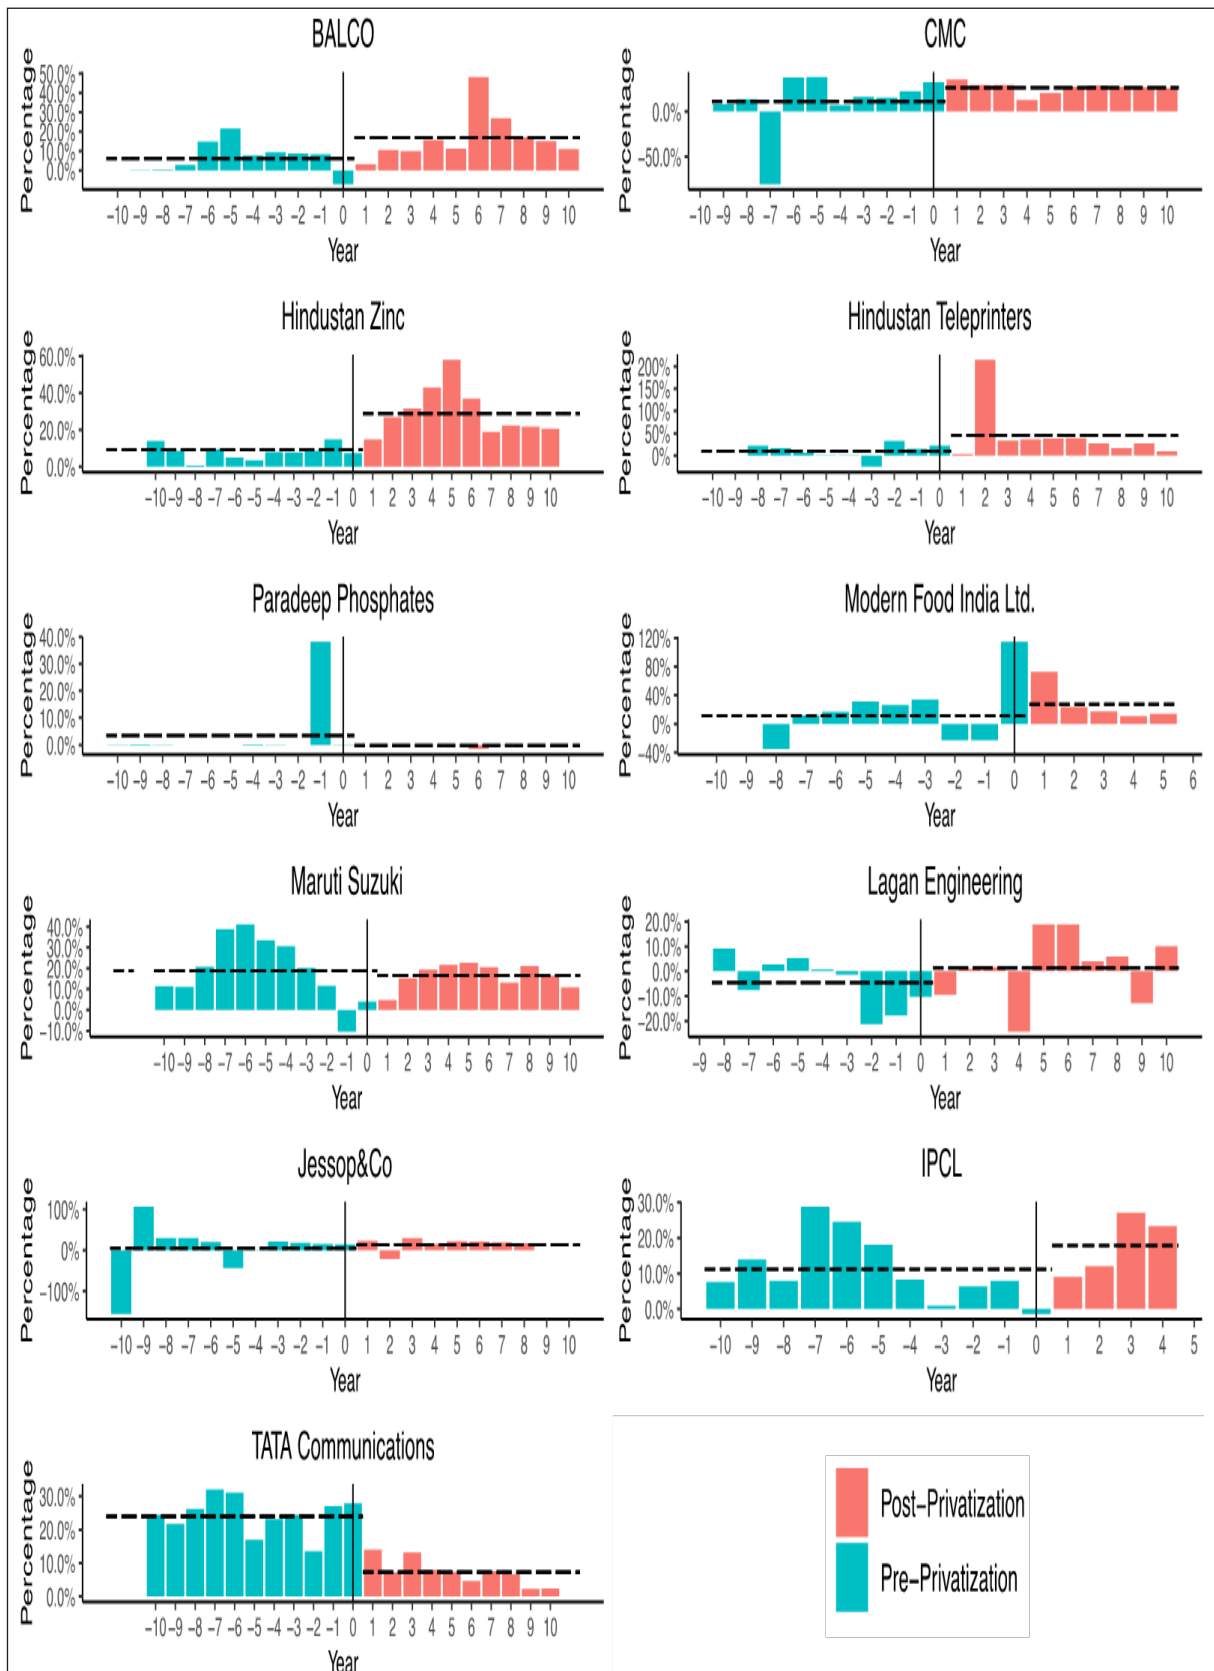 BALCO
Percentage
50.0%
40.0%
30.0%
20.0%
10.0%
0.0%
−10 −9 −8 −7 −6 −5 −4 −3 −2 −1 0 1 2 3 4 5 6 7 8 9 10
Year
CMC
Percentage
0.0%
−50.0%
−10 −9 −8 −7 −6 −5 −4 −3 −2 −1 0 1 2 3 4 5 6 7 8 9 10
Year
Hindustan Zinc
Percentage
60.0%
40.0%
20.0%
0.0%
−10 −9 −8 −7 −6 −5 −4 −3 −2 −1 0 1 2 3 4 5 6 7 8 9 10
Year
Hindustan Teleprinters
Percentage
200%
150%
100%
50%
0%
−10 −9 −8 −7 −6 −5 −4 −3 −2 −1 0 1 2 3 4 5 6 7 8 9 10
Year
Paradeep Phosphates
Percentage
40.0%
30.0%
20.0%
10.0%
0.0%
−10 −9 −8 −7 −6 −5 −4 −3 −2 −1 0 1 2 3 4 5 6 7 8 9 10
Year
Modern Food India Ltd.
Percentage
120%
80%
40%
0%
−40%
−10 −9 −8 −7 −6 −5 −4 −3 −2 −1 0 1 2 3 4 5 6
Year
Maruti Suzuki
Percentage
40.0%
30.0%
20.0%
10.0%
0.0%
−10.0%
−10 −9 −8 −7 −6 −5 −4 −3 −2 −1 0 1 2 3 4 5 6 7 8 9 10
Year
Lagan Engineering
Percentage
20.0%
10.0%
0.0%
−10.0%
−20.0%
−9 −8 −7 −6 −5 −4 −3 −2 −1 0 1 2 3 4 5 6 7 8 9 10
Year
Jessop&Co
Percentage
100%
0%
−100%
−10 −9 −8 −7 −6 −5 −4 −3 −2 −1 0 1 2 3 4 5 6 7 8 9 10
Year
IPCL
Percentage
30.0%
20.0%
10.0%
0.0%
−10 −9 −8 −7 −6 −5 −4 −3 −2 −1 0 1 2 3 4 5
Year
TATA Communications
Percentage
30.0%
20.0%
10.0%
0.0%
−10 −9 −8 −7 −6 −5 −4 −3 −2 −1 0 1 2 3 4 5 6 7 8 9 10
Year
Post−Privatization
Pre−Privatization